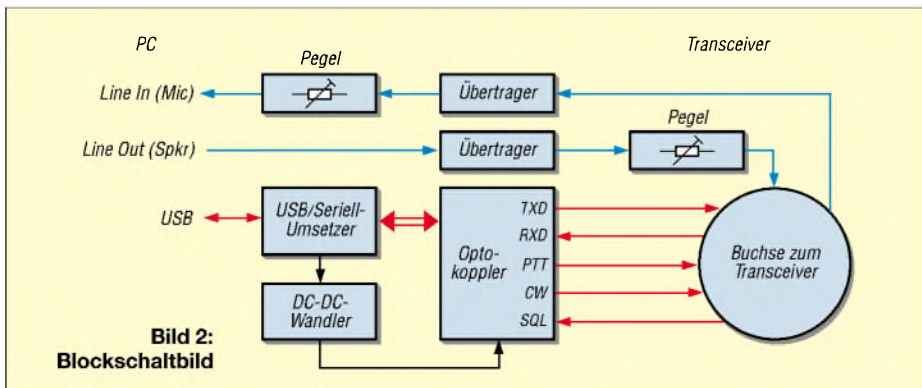 PC
Transceiver
Pegel
Line In (Mic)
Übertrager
Pegel
Line Out (Spkr)
Übertrager
USB
USB/Seriell-
Umsetzer
Opto-
koppler
TXD
RXD
PTT
CW
SQL
Buchse zum
Transceiver
DC-DC-
Wandler
Bild 2:
Blockschaltbild